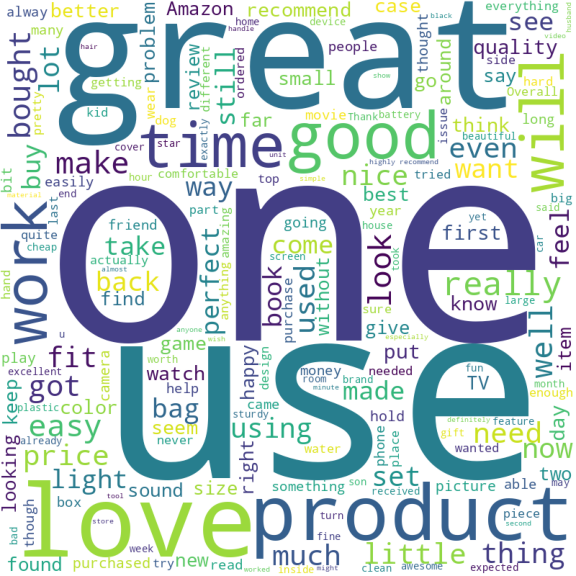 alway
better
many
Amazon
recommend
case
everything
great
home
device
problem
black
husband
bought
lot
hair
handle
getting
review
different
ordered
still
people
thought
see
quality
video
pretty
kid
wear
small
show
go
around
side
hard
say
Overall
will
movie
Thank
battery
issue
beautiful
dog
far
cover
star
exactly
time
unit
good
think
long
even
bit
buy
make
highly recommend
tried
want
easily
hour
comfortable
top
nice
best
simple
material
end
way
year
big
said
work
last
quite
cheap
friend
part
going
house
yet
first
car
feel
actually
take
almost
perfect
amazing
anything
come
screen
took
look
one
really
hand
back
find
book
purchase
used
without
sure
know
large
item
u
anyone
wish
give
especially
well
play
game
happy
design
put
fit
worth
excellent
watch
camera
help
money
room
brand
needed
made
fun
TV
month
enough
got
keep
plastic
color
bag
minute
came
sturdy
hold
definitely
feature
already
easy
seem
never
using
use
gift
wanted
need
day
now
looking
price
right
water
phone
place
set
two
light
sound
size
something
son
received
picture
able
may
box
tool
though
bad
love
store
product
piece
second
turn
fine
much
week
try
new
read
worked
inside
might
clean
awesome
little
expected
thing
found
purchased